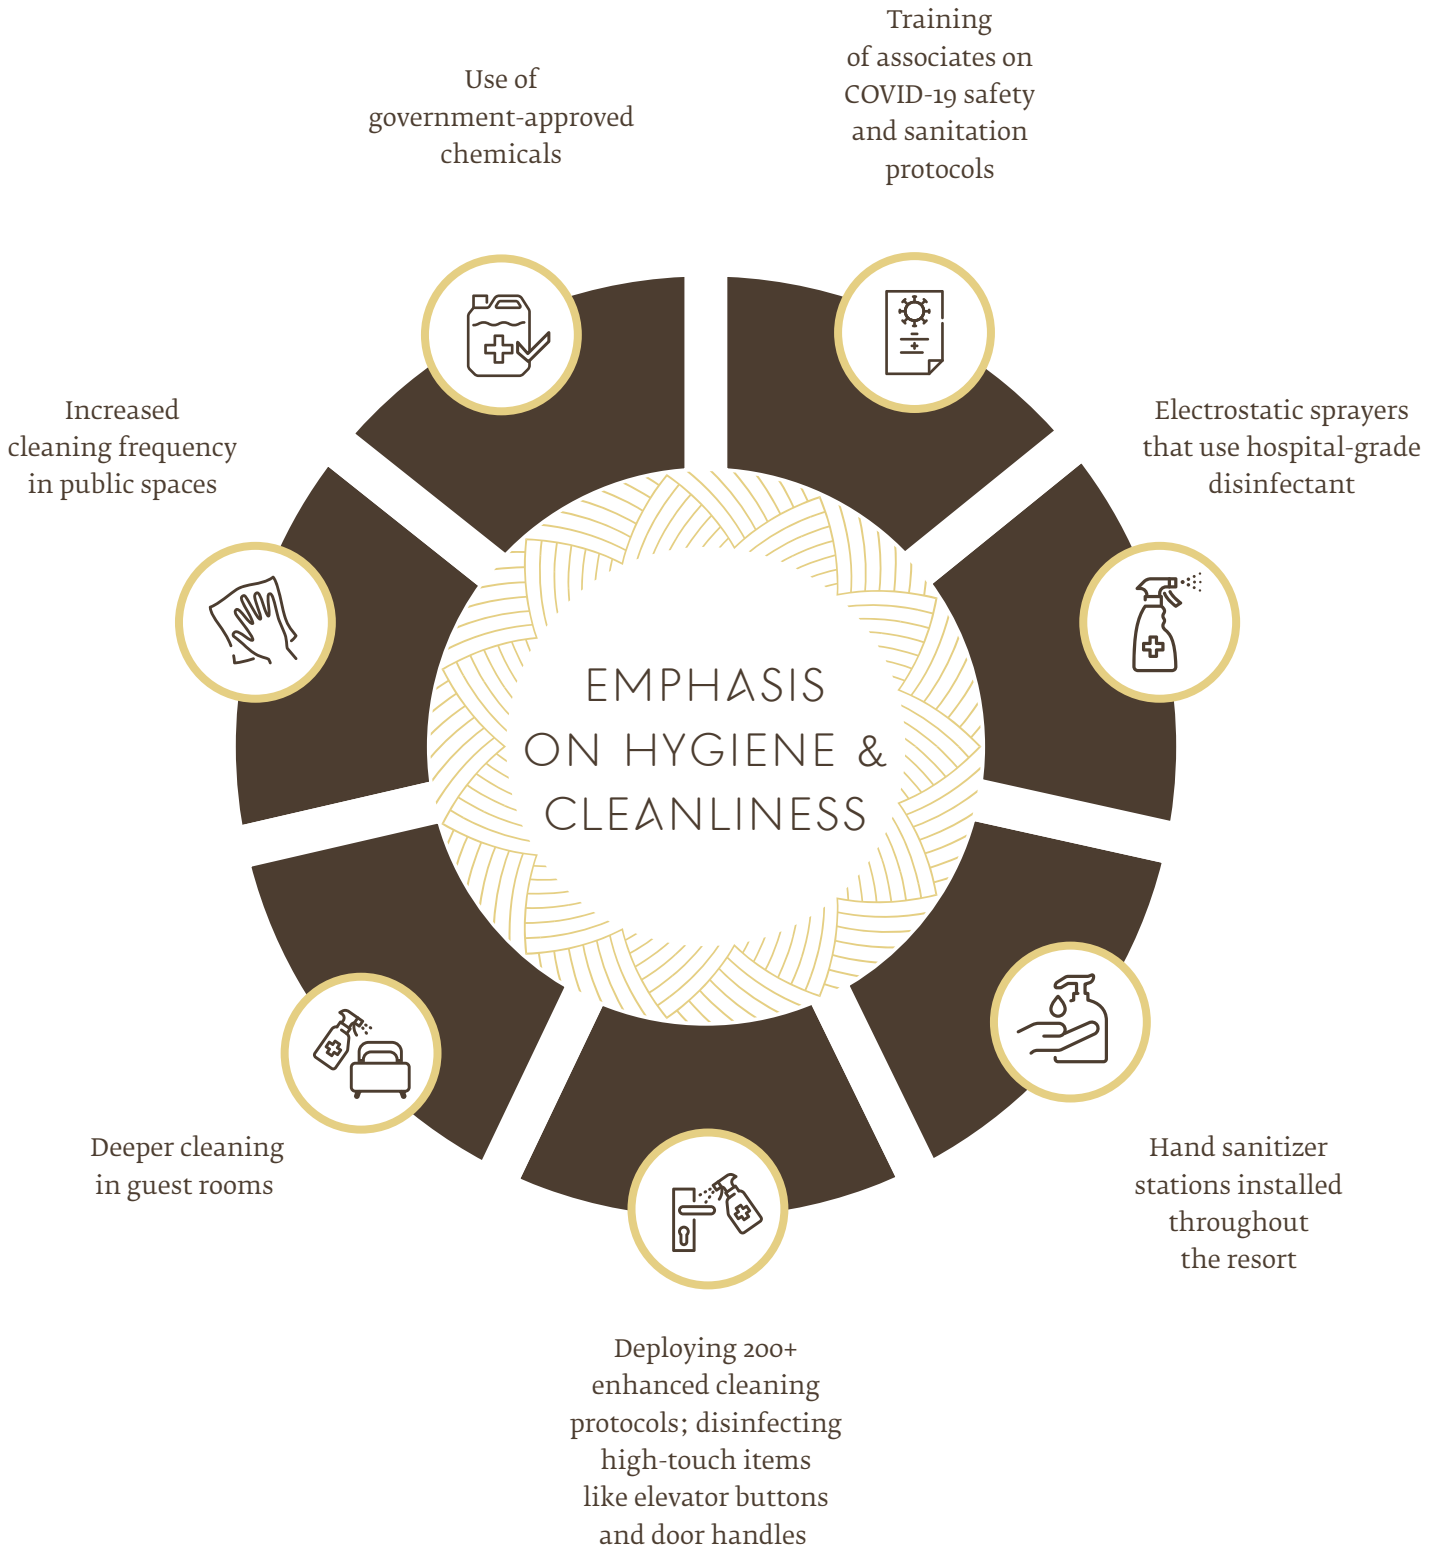 Training
of associates on
COVID-19 safety
and sanitation
protocols
Use of
government-approved
chemicals
Increased
cleaning frequency
in public spaces
Electrostatic sprayers
that use hospital-grade
disinfectant
EMPHASIS
ON HYGIENE &
CLEANLINESS
Deeper cleaning
in guest rooms
Hand sanitizer
stations installed
throughout
the resort
Deploying 200+
enhanced cleaning
protocols; disinfecting
high-touch items
like elevator buttons
and door handles